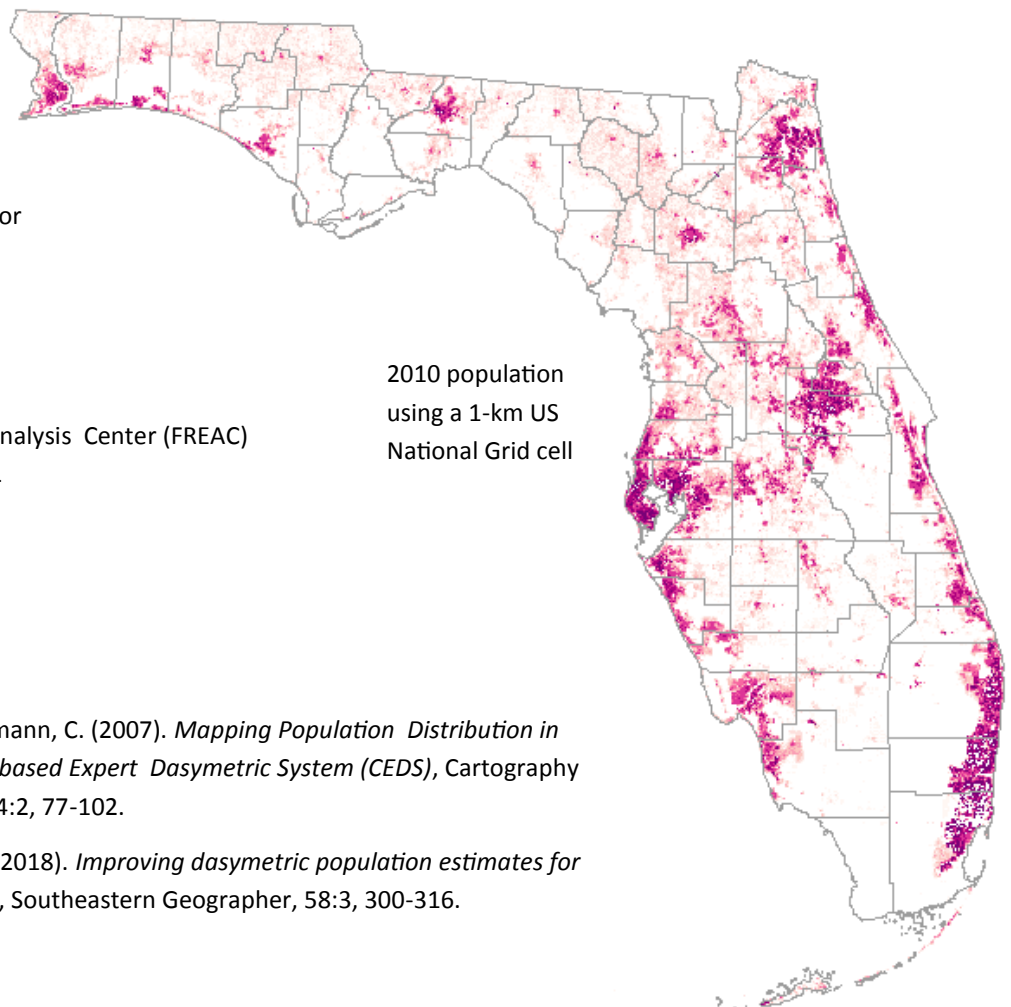 or
2010 population
using a 1-km US
National Grid cell
nalysis Center (FREAC)
mann, C. (2007). Mapping Population Distribution in
based Expert Dasymetric System (CEDS), Cartography
4:2, 77-102.
2018). Improving dasymetric population estimates for
, Southeastern Geographer, 58:3, 300-316.